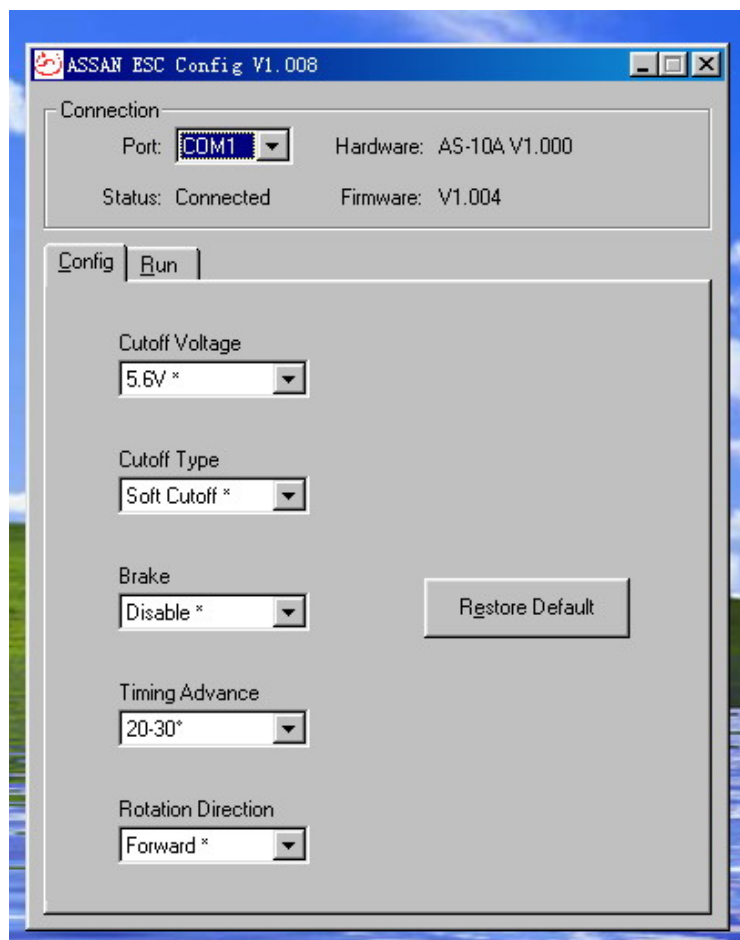 ASSAN ESC Config V1.008
Connection
Port: COM1 Hardware: AS-10A V1.000
Status: Connected Firmware: V1.004
Config Run
Cutoff Voltage
5.6V *
Cutoff Type
Soft Cutoff *
Brake
Disable *
Restore Default
Timing Advance
20-30°
Rotation Direction
Forward *